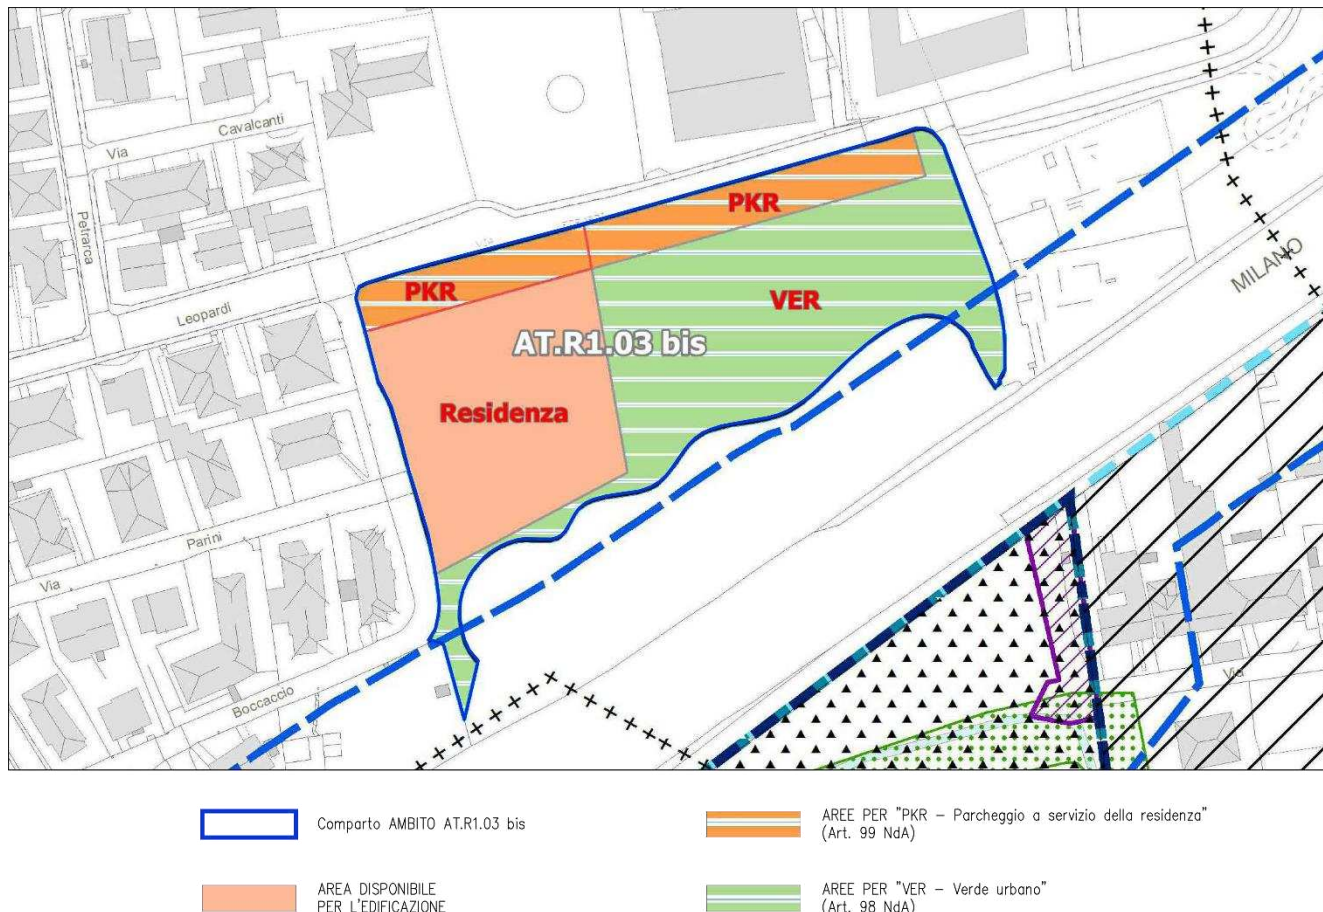 Cavalcanti
Via
Petrarca
PKR
MILANO
PKR
VER
Leopardi
AT.R1.03 bis
Residenza
Parini
Via
Via
Boccaccio
Comparto AMBITO AT.R1.03 bis
AREE PER "PKR – Parcheggio a servizio della residenza"
(Art. 99 NdA)
AREA DISPONIBILE
PER L'EDIFICAZIONE
AREE PER "VER – Verde urbano"
(Art. 98 NdA)